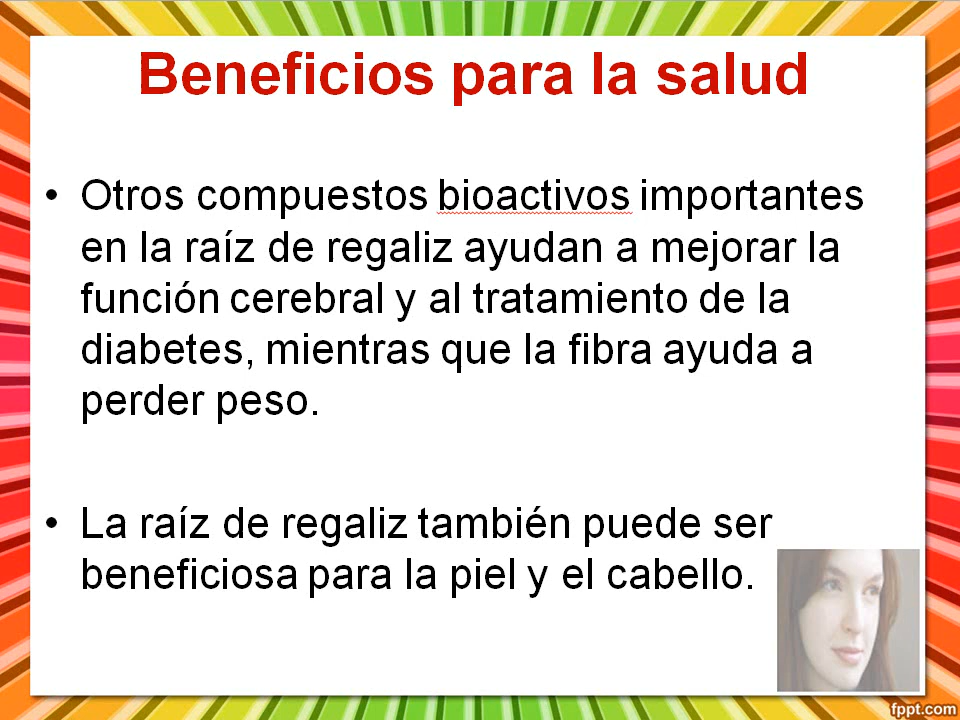 Beneficios para la salud
• Otros compuestos bioactivos importantes
en la raíz de regaliz ayudan a mejorar la
función cerebral y al tratamiento de la
diabetes, mientras que la fibra ayuda a
perder peso.
• La raíz de regaliz también puede ser
beneficiosa para la piel y el cabello.
fppt.com